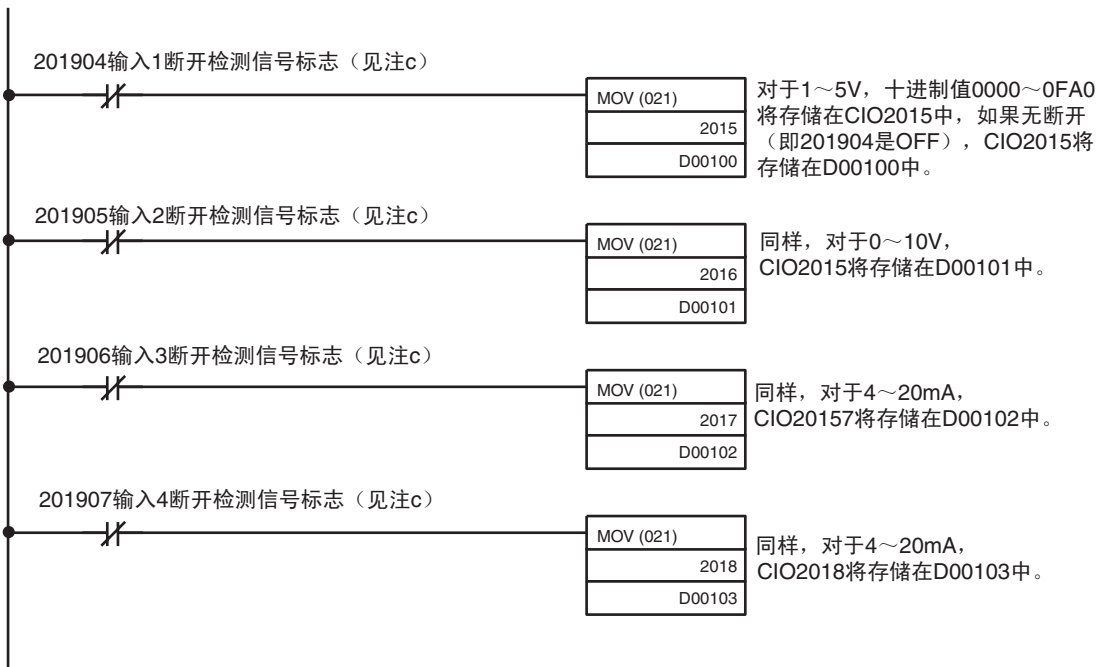 201904输入1断开检测信号标志（见注c）
MOV (021)
2015
D00100
对于1～5V，十进制值0000～0FA0
将存储在CIO2015中，如果无断开
（即201904是OFF），CIO2015将
存储在D00100中。
201905输入2断开检测信号标志（见注c）
MOV (021)
2016
D00101
同样，对于0～10V，
CIO2015将存储在D00101中。
201906输入3断开检测信号标志（见注c）
MOV (021)
2017
D00102
同样，对于4～20mA，
CIO20157将存储在D00102中。
201907输入4断开检测信号标志（见注c）
MOV (021)
2018
D00103
同样，对于4～20mA，
CIO2018将存储在D00103中。